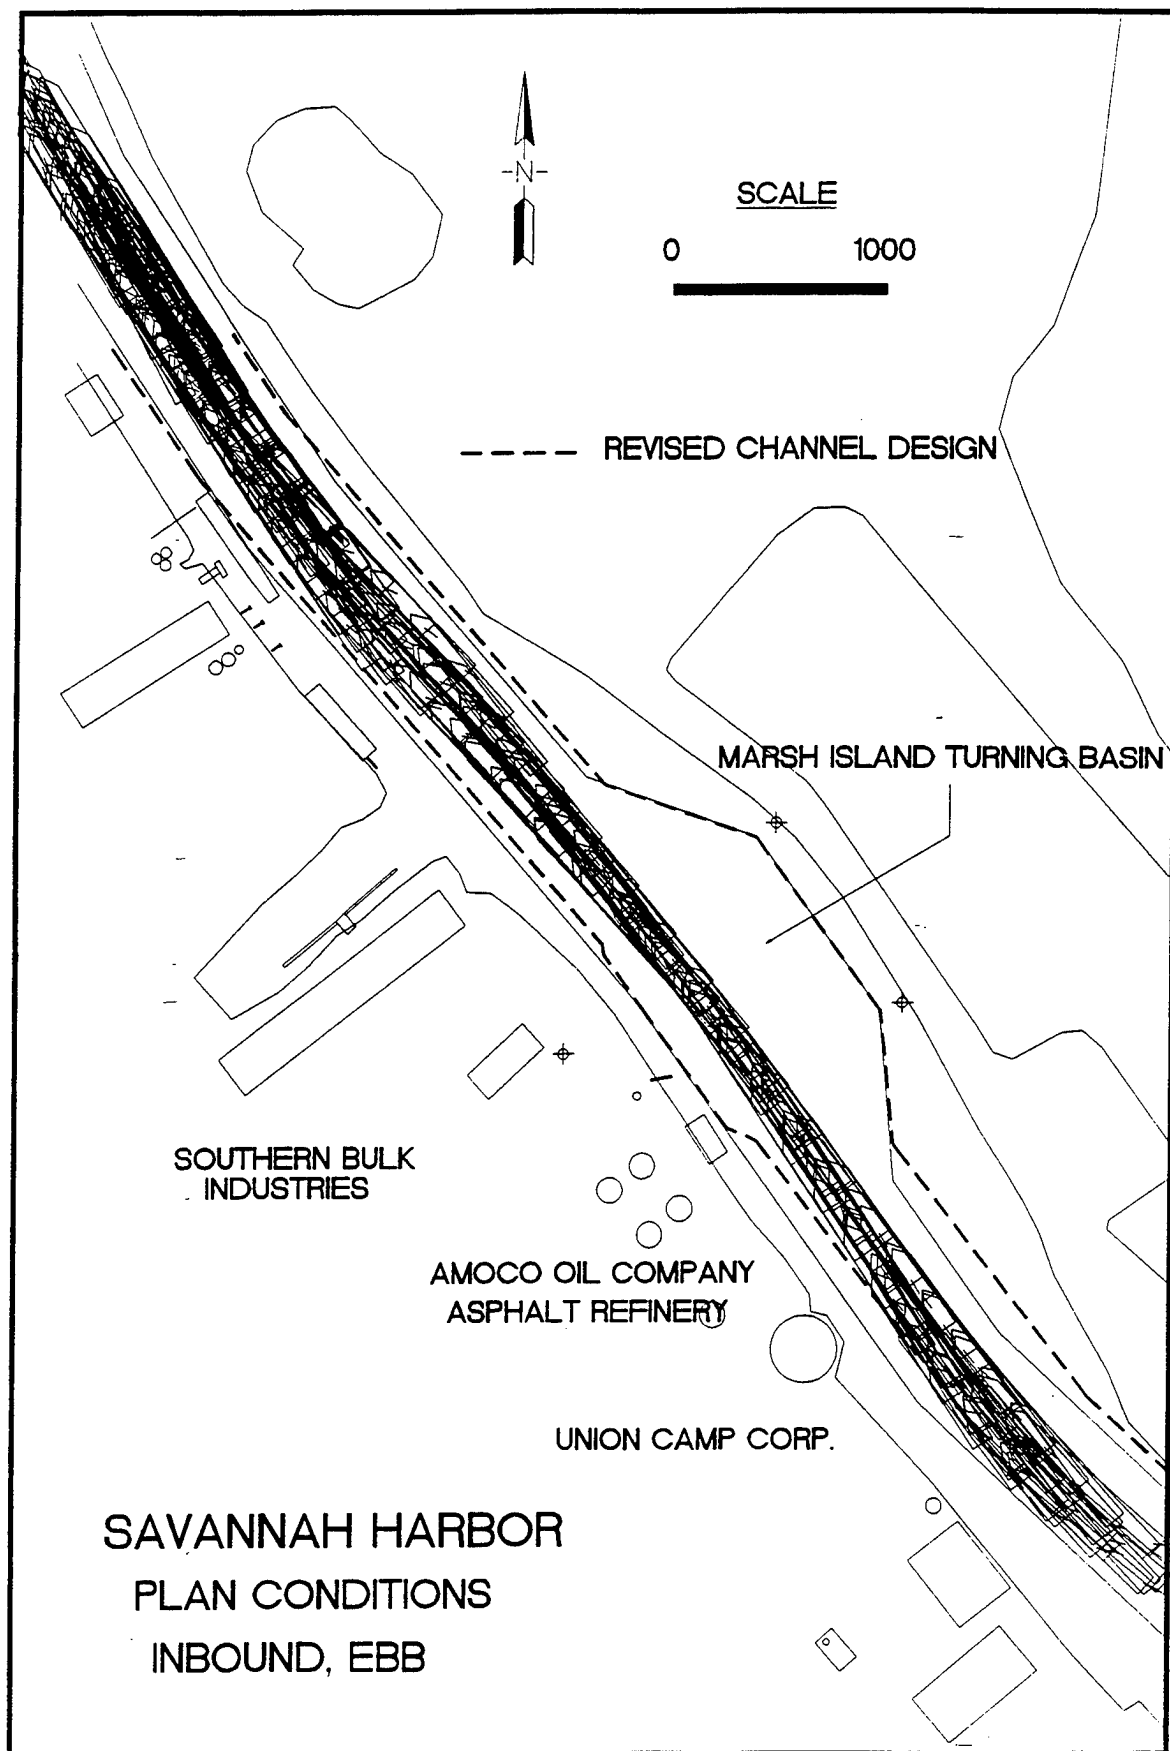 -N-
SCALE
0 1000
REVISED CHANNEL DESIGN
MARSH ISLAND TURNING BASIN
SOUTHERN BULK
INDUSTRIES
AMOCO OIL COMPANY
ASPHALT REFINERY
UNION CAMP CORP.
SAVANNAH HARBOR
PLAN CONDITIONS
INBOUND, EBB